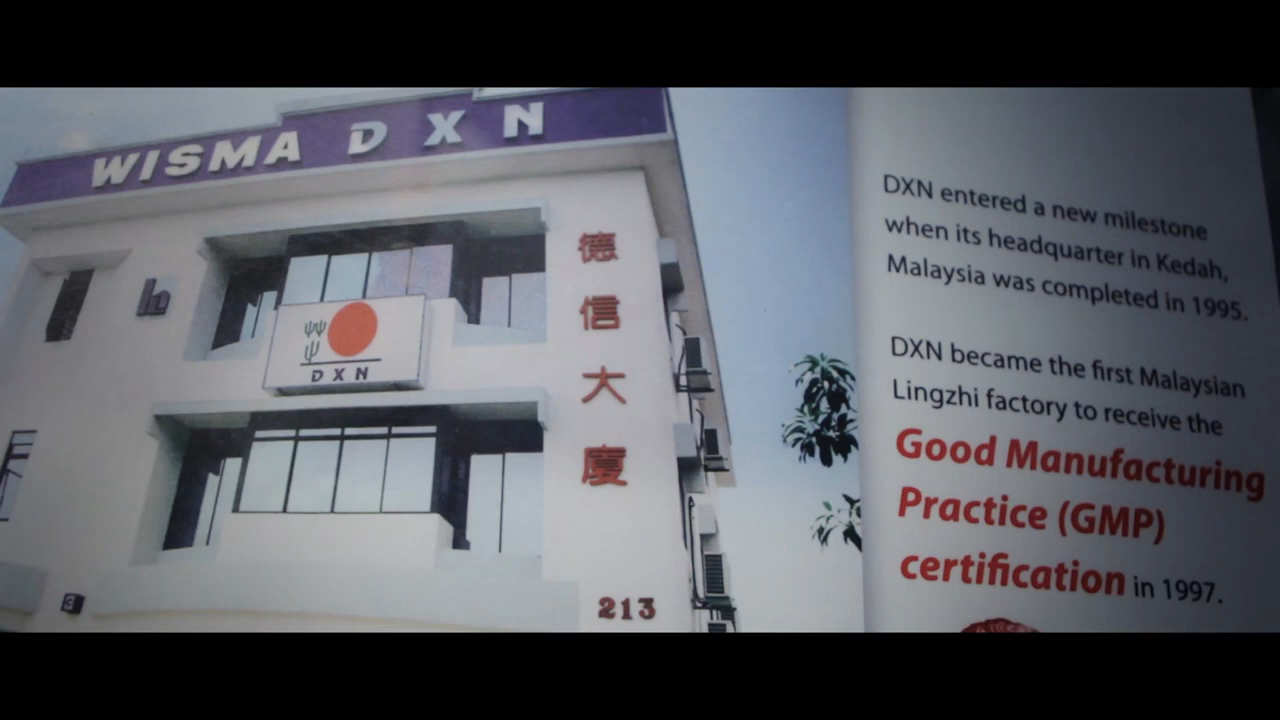 WISMA DXN
德
信
大
廈
DXN
213
3
DXN entered a new milestone
when its headquarter in Kedah,
Malaysia was completed in 1995.
DXN became the first Malaysian
Lingzhi factory to receive the
Good Manufacturing
Practice (GMP)
certification in 1997.